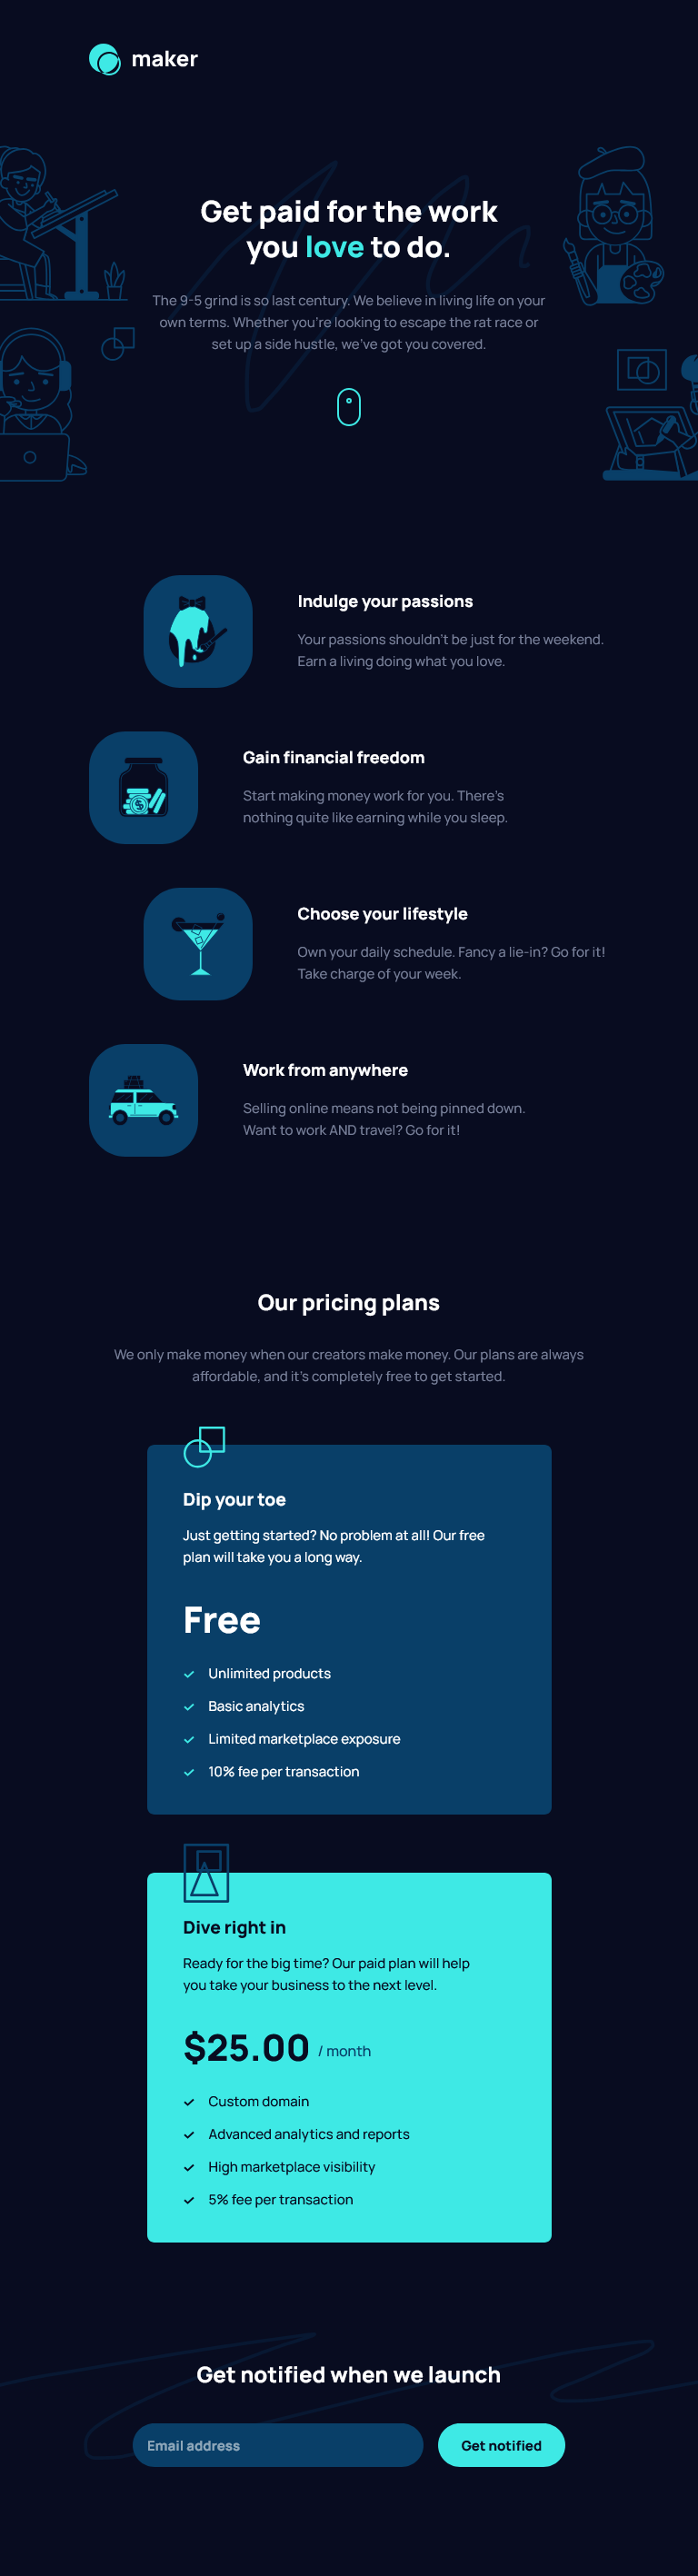 maker
Get paid for the work
you love to do.
The 9-5 grind is so last century. We believe in living life on your
own terms. Whether you’re looking to escape the rat race or
set up a side hustle, we’ve got you covered.
Indulge your passions
Your passions shouldn't be just for the weekend.
Earn a living doing what you love.
Gain financial freedom
Start making money work for you. There’s
nothing quite like earning while you sleep.
Choose your lifestyle
Own your daily schedule. Fancy a lie-in? Go for it!
Take charge of your week.
Work from anywhere
Selling online means not being pinned down.
Want to work AND travel? Go for it!
Our pricing plans
We only make money when our creators make money. Our plans are always
affordable, and it’s completely free to get started.
Dip your toe
Just getting started? No problem at all! Our free
plan will take you a long way.
Free
Unlimited products
Basic analytics
Limited marketplace exposure
10% fee per transaction
Dive right in
Ready for the big time? Our paid plan will help
you take your business to the next level.
$25.00 / month
Custom domain
Advanced analytics and reports
High marketplace visibility
5% fee per transaction
Get notified when we launch
Email address
Get notified